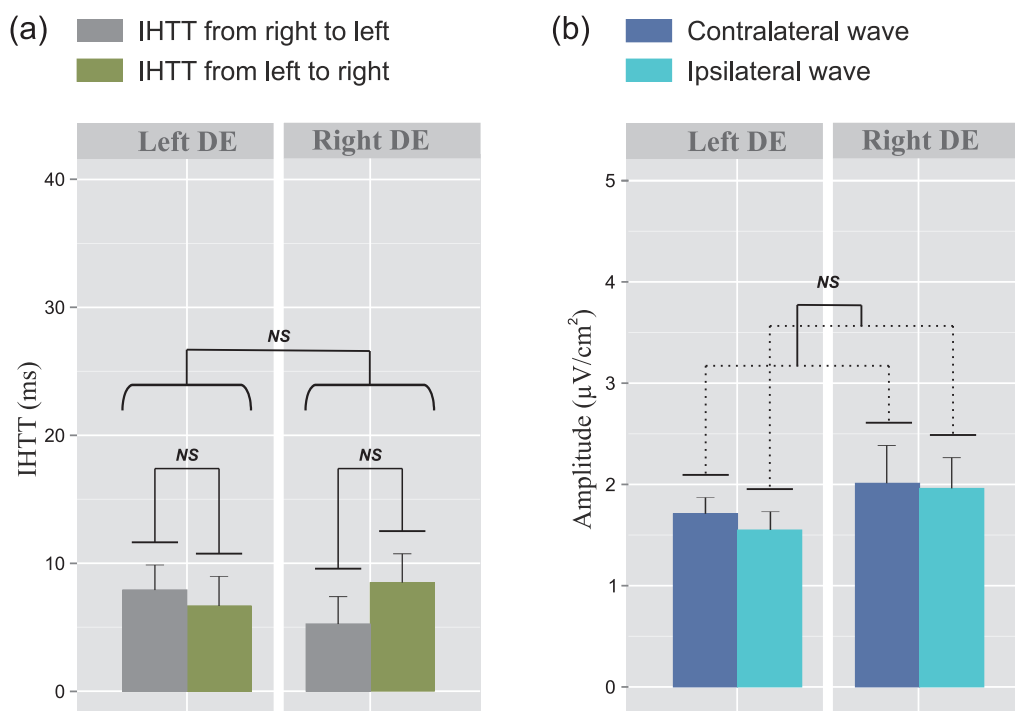 (a)
IHTT from right to left
IHTT from left to right
Left DE
Right DE
IHTT (ms)
40
30
20
10
0
NS
NS
NS
(b)
Contralateral wave
Ipsilateral wave
Left DE
Right DE
Amplitude (µV/cm²)
5
4
3
2
1
0
NS